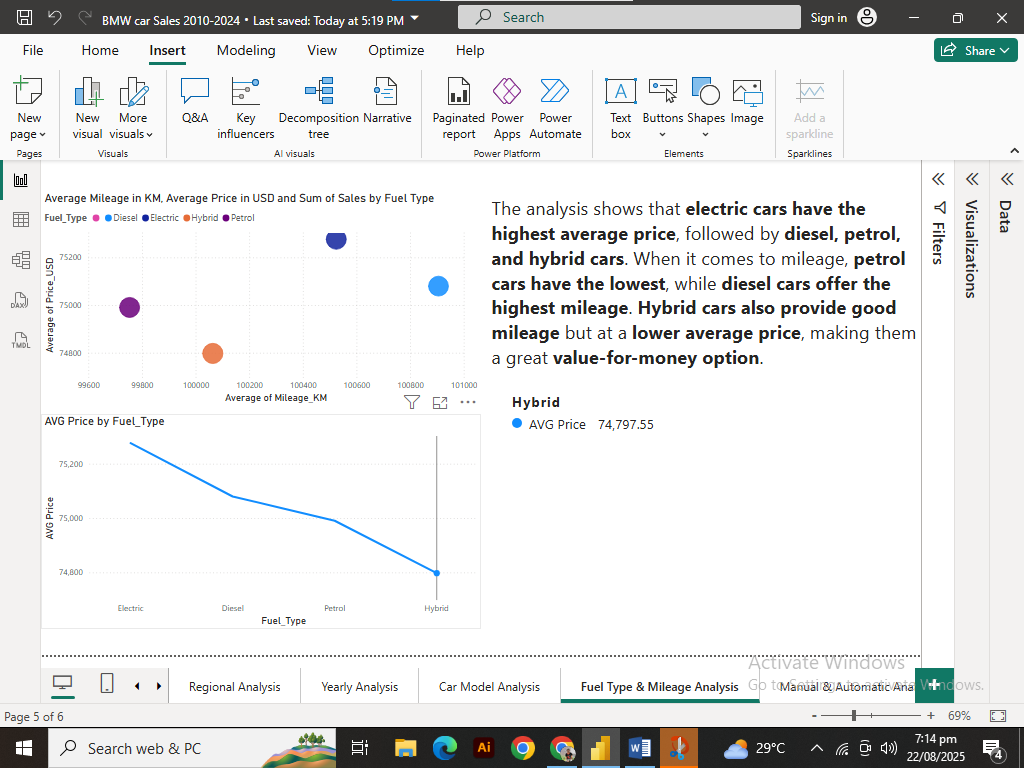 BMW car Sales 2010-2024 • Last saved: Today at 5:19 PM
Search
Sign in
File Home Insert Modeling View Optimize Help
Share
New page
New visual
More visuals
Q&A
Key influencers
Decomposition tree
Narrative
Paginated report
Power Apps
Power Automate
Text box
Buttons
Shapes
Image
Add a sparkline
Pages
Visuals
AI visuals
Power Platform
Elements
Sparklines
DAX
TMDL
Average Mileage in KM, Average Price in USD and Sum of Sales by Fuel Type
Fuel_Type Diesel Electric Hybrid Petrol
Average of Price_USD
75200
75000
74800
99600 99800 100000 100200 100400 100600 100800 101000
Average of Mileage_KM
AVG Price by Fuel_Type
AVG Price
75,200
75,000
74,800
Electric Diesel Petrol Hybrid
Fuel_Type
The analysis shows that electric cars have the
highest average price, followed by diesel, petrol,
and hybrid cars. When it comes to mileage, petrol
cars have the lowest, while diesel cars offer the
highest mileage. Hybrid cars also provide good
mileage but at a lower average price, making them
a great value-for-money option.
Hybrid
AVG Price 74,797.55
Filters
Visualizations
Data
Activate Windows
Go to Settings to activate Windows.
Regional Analysis Yearly Analysis Car Model Analysis Fuel Type & Mileage Analysis Manual & Automatic Ana
Page 5 of 6
- + 69%
Search web & PC
Ai
29°C
7:14 pm
22/08/2025
4